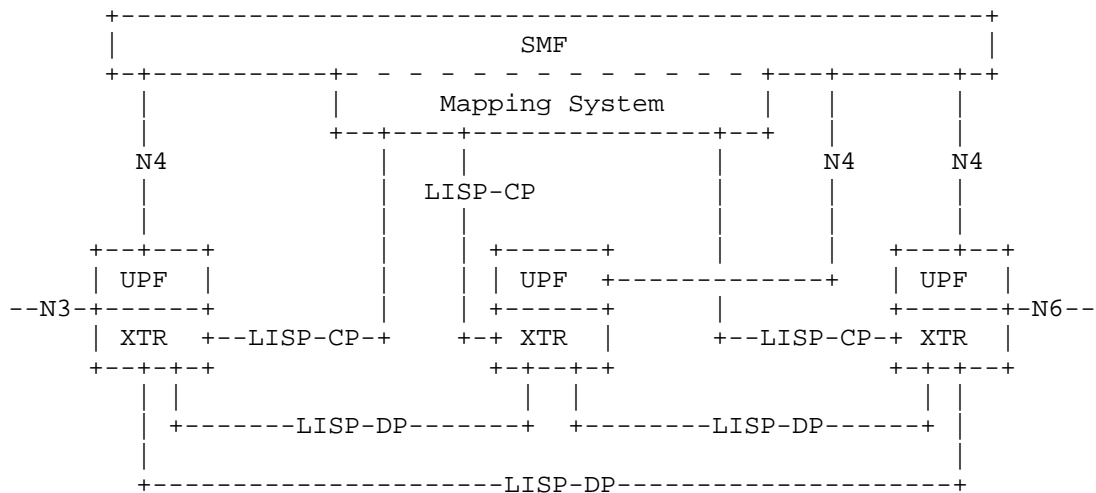 SMF
Mapping System
N4 N4 N4
LISP-CP
UPF UPF UPF
N3 N6
XTR LISP-CP XTR LISP-CP XTR
LISP-DP LISP-DP
LISP-DP